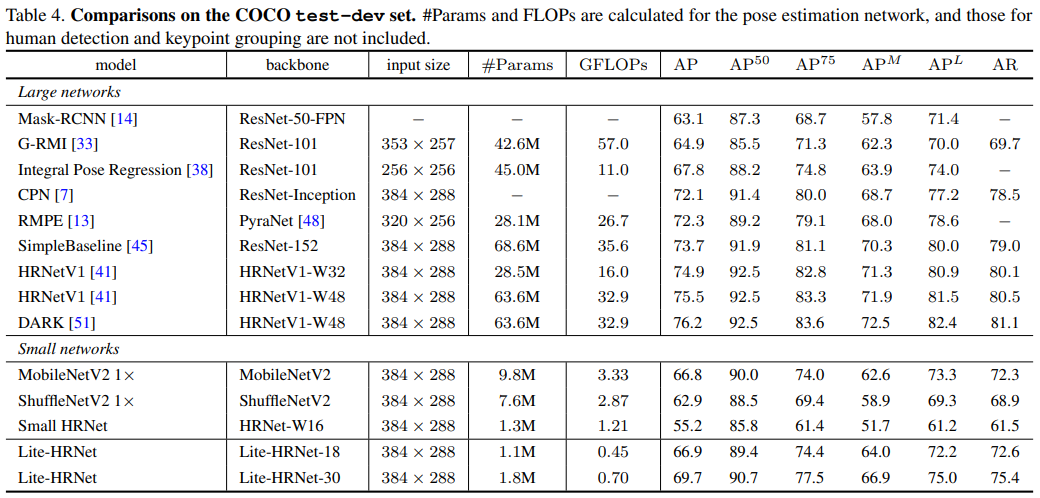 Table 4. Comparisons on the COCO test-dev set. #Params and FLOPs are calculated for the pose estimation network, and those for
human detection and keypoint grouping are not included.
model backbone input size #Params GFLOPs AP AP^50 AP^75 AP^M AP^L AR
Large networks
Mask-RCNN [14] ResNet-50-FPN − − − 63.1 87.3 68.7 57.8 71.4 −
G-RMI [33] ResNet-101 353 × 257 42.6M 57.0 64.9 85.5 71.3 62.3 70.0 69.7
Integral Pose Regression [38] ResNet-101 256 × 256 45.0M 11.0 67.8 88.2 74.8 63.9 74.0 −
CPN [7] ResNet-Inception 384 × 288 − − 72.1 91.4 80.0 68.7 77.2 78.5
RMPE [13] PyraNet [48] 320 × 256 28.1M 26.7 72.3 89.2 79.1 68.0 78.6 −
SimpleBaseline [45] ResNet-152 384 × 288 68.6M 35.6 73.7 91.9 81.1 70.3 80.0 79.0
HRNetV1 [41] HRNetV1-W32 384 × 288 28.5M 16.0 74.9 92.5 82.8 71.3 80.9 80.1
HRNetV1 [41] HRNetV1-W48 384 × 288 63.6M 32.9 75.5 92.5 83.3 71.9 81.5 80.5
DARK [51] HRNetV1-W48 384 × 288 63.6M 32.9 76.2 92.5 83.6 72.5 82.4 81.1
Small networks
MobileNetV2 1× MobileNetV2 384 × 288 9.8M 3.33 66.8 90.0 74.0 62.6 73.3 72.3
ShuffleNetV2 1× ShuffleNetV2 384 × 288 7.6M 2.87 62.9 88.5 69.4 58.9 69.3 68.9
Small HRNet HRNet-W16 384 × 288 1.3M 1.21 55.2 85.8 61.4 51.7 61.2 61.5
Lite-HRNet Lite-HRNet-18 384 × 288 1.1M 0.45 66.9 89.4 74.4 64.0 72.2 72.6
Lite-HRNet Lite-HRNet-30 384 × 288 1.8M 0.70 69.7 90.7 77.5 66.9 75.0 75.4